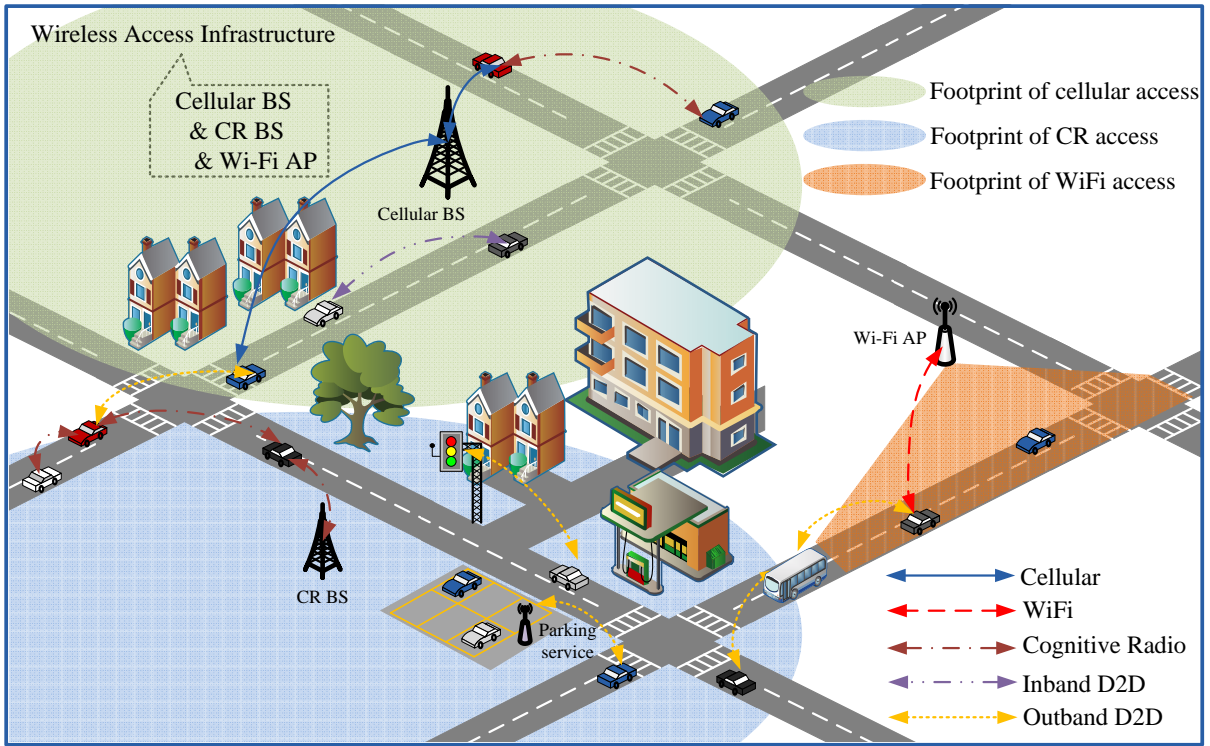 Wireless Access Infrastructure
Cellular BS
& CR BS
& Wi-Fi AP
Footprint of cellular access
Footprint of CR access
Footprint of WiFi access
Cellular BS
Wi-Fi AP
CR BS
Parking
service
Cellular
WiFi
Cognitive Radio
Inband D2D
Outband D2D